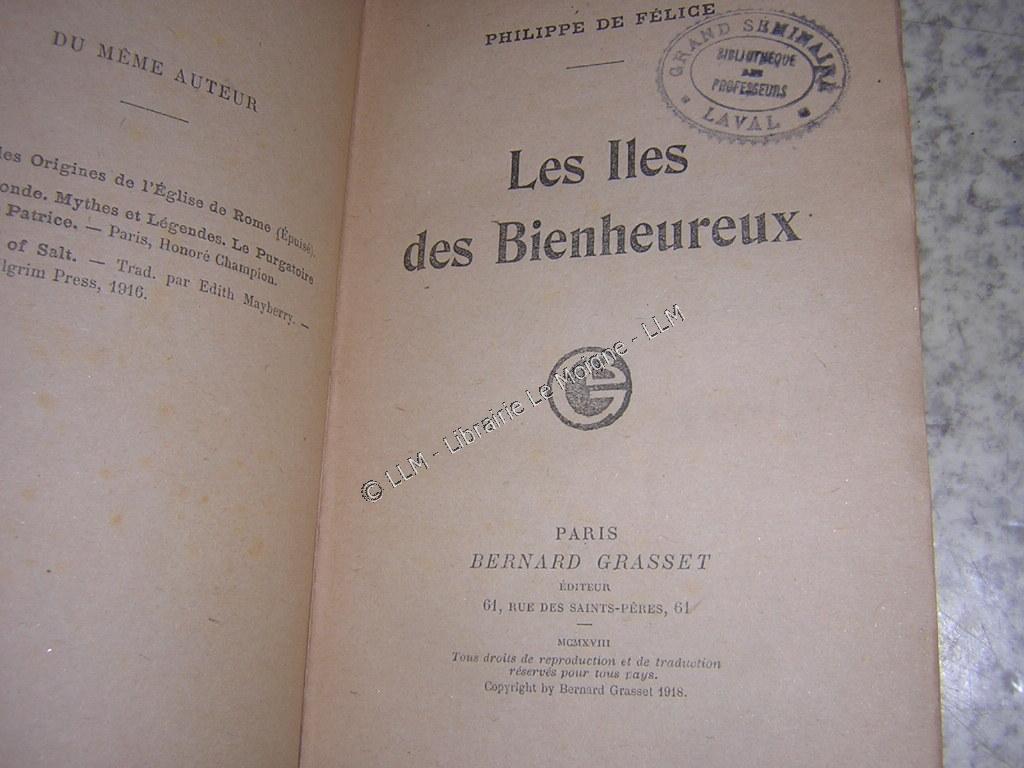 DU MÊME AUTEUR
les Origines de l'Église de Rome (Épuisé).
onde. Mythes et Légendes. Le Purgatoire
Patrice. — Paris, Honoré Champion.
of Salt. — Trad. par Edith Mayberry. —
lgrim Press, 1916.
PHILIPPE DE FÉLICE
GRAND SÉMINAIRE
BIBLIOTHÈQUE
DES
PROFESSEURS
LAVAL
Les Iles
des Bienheureux
© LLM - Librairie Le Moigne - LLM
PARIS
BERNARD GRASSET
ÉDITEUR
61, RUE DES SAINTS-PÈRES, 61
MCMXVIII
Tous droits de reproduction et de traduction
réservés pour tous pays.
Copyright by Bernard Grasset 1918.